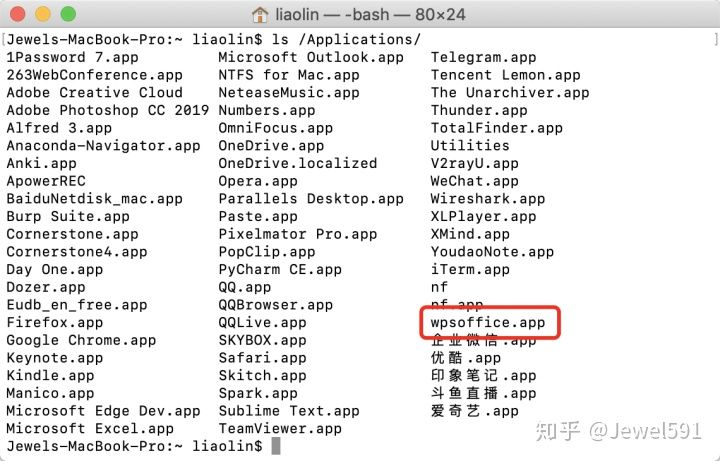 liaolin — -bash — 80×24
[Jewels-MacBook-Pro:~ liaolin$ ls /Applications/ ]
1Password 7.app Microsoft Outlook.app Telegram.app
263WebConference.app NTFS for Mac.app Tencent Lemon.app
Adobe Creative Cloud NeteaseMusic.app The Unarchiver.app
Adobe Photoshop CC 2019 Numbers.app Thunder.app
Alfred 3.app OmniFocus.app TotalFinder.app
Anaconda-Navigator.app OneDrive.app Utilities
Anki.app OneDrive.localized V2rayU.app
ApowerREC Opera.app WeChat.app
BaiduNetdisk_mac.app Parallels Desktop.app Wireshark.app
Burp Suite.app Paste.app XLPlayer.app
Cornerstone.app Pixelmator Pro.app XMind.app
Cornerstone4.app PopClip.app YoudaoNote.app
Day One.app PyCharm CE.app iTerm.app
Dozer.app QQ.app nf
Eudb_en_free.app QQBrowser.app nf.app
Firefox.app QQLive.app wpsoffice.app
Google Chrome.app SKYBOX.app 企业微信.app
Keynote.app Safari.app 优酷.app
Kindle.app Skitch.app 印象笔记.app
Manico.app Spark.app 斗鱼直播.app
Microsoft Edge Dev.app Sublime Text.app 爱奇艺.app
Microsoft Excel.app TeamViewer.app
Jewels-MacBook-Pro:~ liaolin$
知乎 @Jewel591